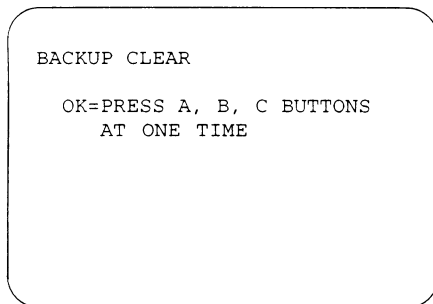 BACKUP CLEAR
OK=PRESS A, B, C BUTTONS
AT ONE TIME